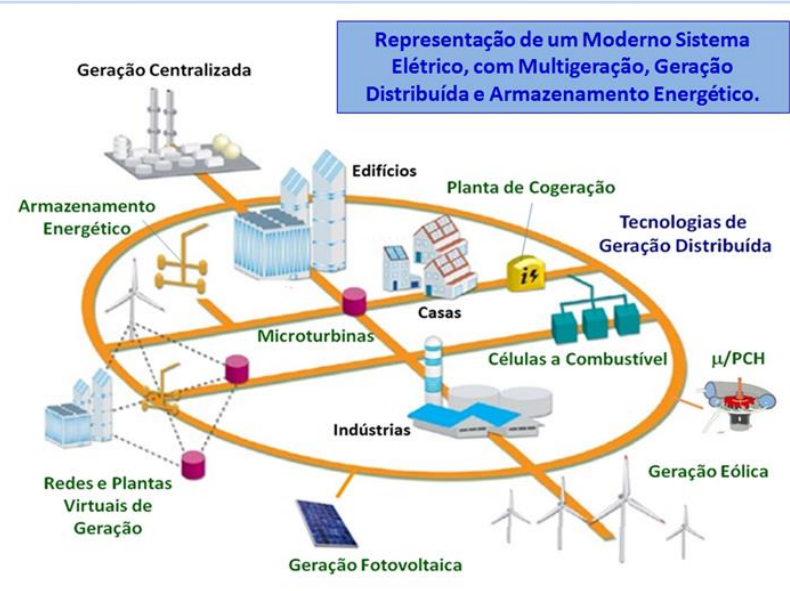 Representação de um Moderno Sistema
Elétrico, com Multigeração, Geração
Distribuída e Armazenamento Energético.
Geração Centralizada
Edifícios
Planta de Cogeração
Armazenamento
Energético
Tecnologias de
Geração Distribuída
Casas
Microturbinas
Células a Combustível
μ/PCH
Indústrias
Geração Eólica
Redes e Plantas
Virtuais de
Geração
Geração Fotovoltaica